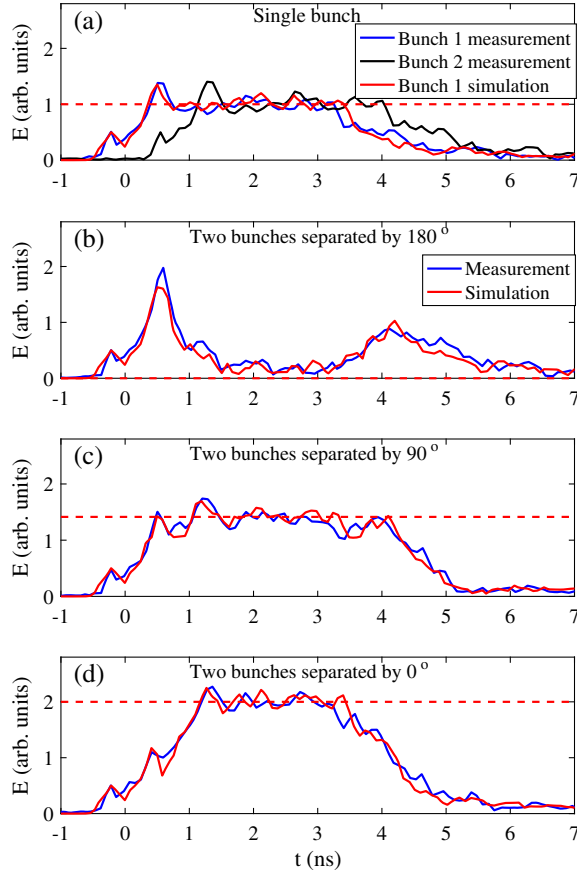 (a)
Single bunch
Bunch 1 measurement
Bunch 2 measurement
Bunch 1 simulation
E (arb. units)
2
1
0
-1 0 1 2 3 4 5 6 7
(b)
Two bunches separated by 180 °
Measurement
Simulation
E (arb. units)
2
1
0
-1 0 1 2 3 4 5 6 7
(c)
Two bunches separated by 90 °
E (arb. units)
2
1
0
-1 0 1 2 3 4 5 6 7
(d)
Two bunches separated by 0 °
E (arb. units)
2
1
0
-1 0 1 2 3 4 5 6 7
t (ns)